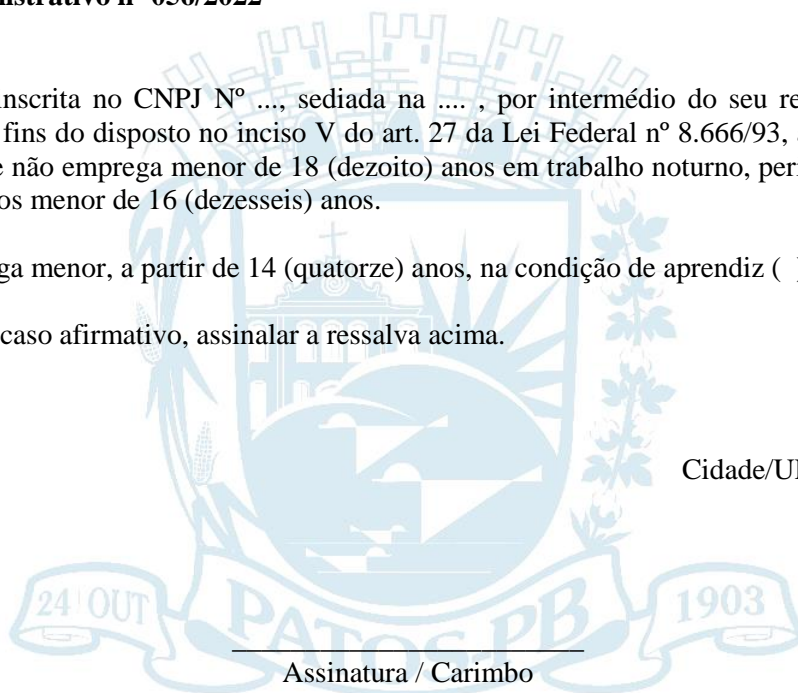 nistrativo nº 056/2022
inscrita no CNPJ Nº ..., sediada na .... , por intermédio do seu re
fins do disposto no inciso V do art. 27 da Lei Federal nº 8.666/93,
e não emprega menor de 18 (dezoito) anos em trabalho noturno, per
os menor de 16 (dezesseis) anos.
ga menor, a partir de 14 (quatorze) anos, na condição de aprendiz ( )
caso afirmativo, assinalar a ressalva acima.
Cidade/U
24 OUT
PATOS-PB
1903
Assinatura / Carimbo